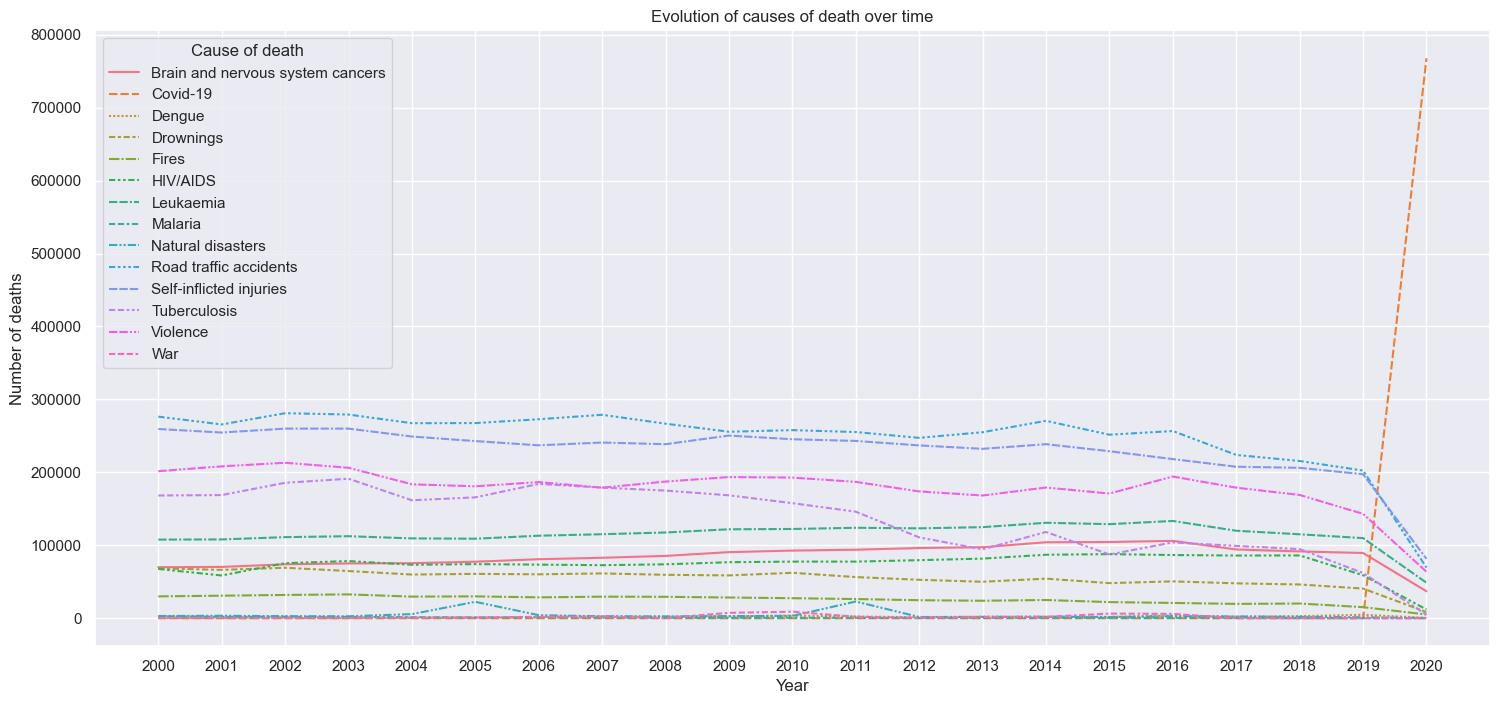 Evolution of causes of death over time
800000
700000
600000
500000
400000
300000
200000
100000
0
Number of deaths
Cause of death
Brain and nervous system cancers
Covid-19
Dengue
Drownings
Fires
HIV/AIDS
Leukaemia
Malaria
Natural disasters
Road traffic accidents
Self-inflicted injuries
Tuberculosis
Violence
War
2000 2001 2002 2003 2004 2005 2006 2007 2008 2009 2010 2011 2012 2013 2014 2015 2016 2017 2018 2019 2020
Year